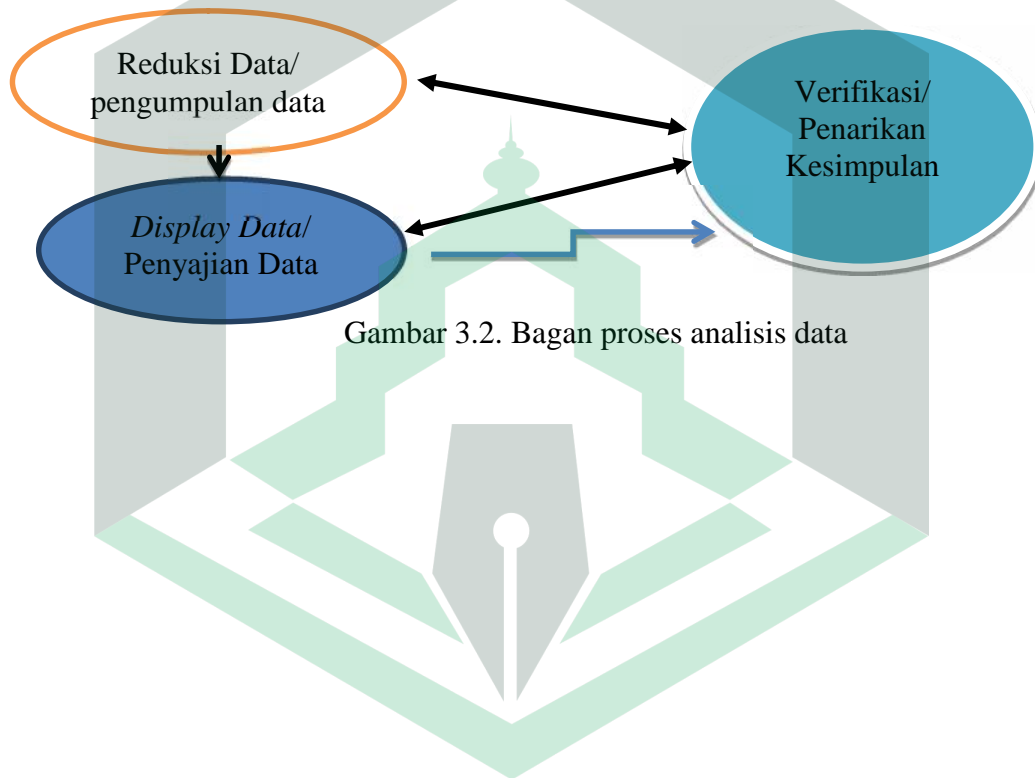 Reduksi Data/
pengumpulan data
Verifikasi/
Penarikan
Kesimpulan
Display Data/
Penyajian Data
Gambar 3.2. Bagan proses analisis data